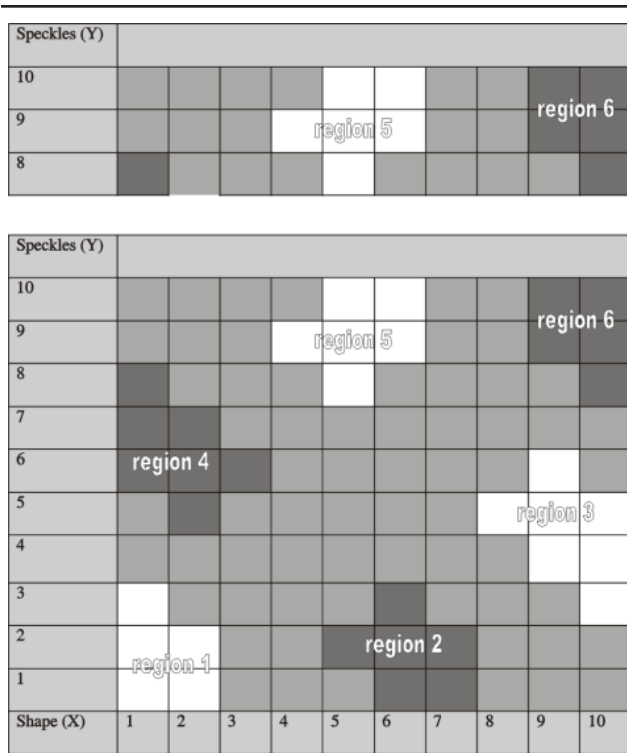 Speckles (Y)
10
region 6
9
region 5
8
Speckles (Y)
10
region 6
9
region 5
8
7
6
region 4
5
region 3
4
3
2
region 2
region 1
1
Shape (X) 1 2 3 4 5 6 7 8 9 10